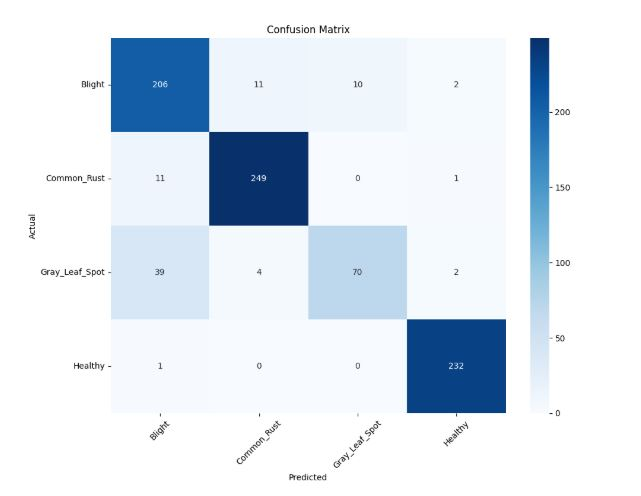 Confusion Matrix
Blight
206
11
10
2
Common_Rust
11
249
0
1
Gray_Leaf_Spot
39
4
70
2
Healthy
1
0
0
232
Actual
Blight
Common_Rust
Gray_Leaf_Spot
Healthy
Predicted
200
150
100
50
0